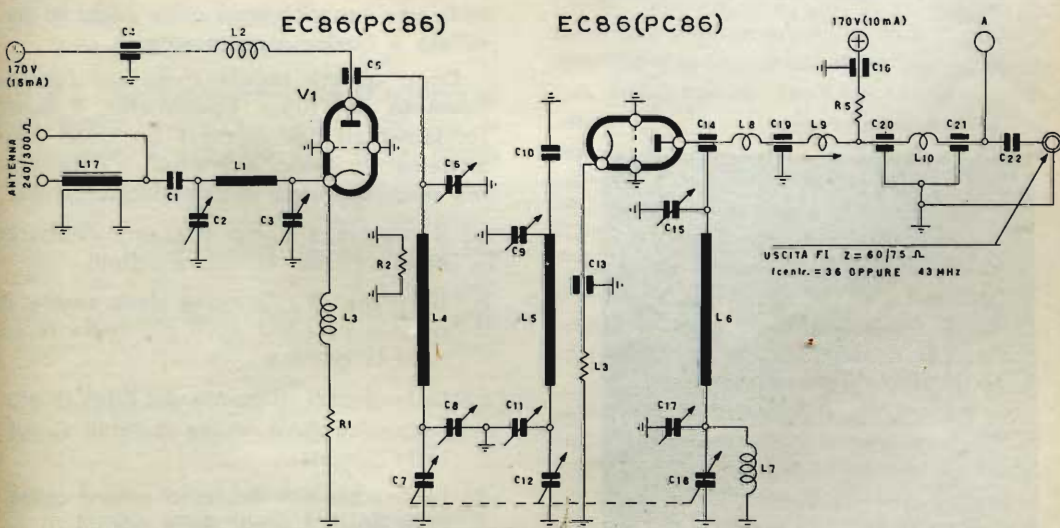 EC86(PC86)
EC86(PC86)
170V(10mA)
A
C4
L2
170V
(15mA)
C5
C16
V1
R5
C14
L8
C19
L9
C20
C21
L10
C22
ANTENNA
240/300Ω
L17
C1
L1
C2
C3
C6
C10
C15
C9
C13
R2
USCITA FI Z=60/75 Ω
fcentr. = 36 OPPURE 43 MHz
L3
L4
L5
L3
L6
R1
C8
C11
C17
C7
C12
C18
L7